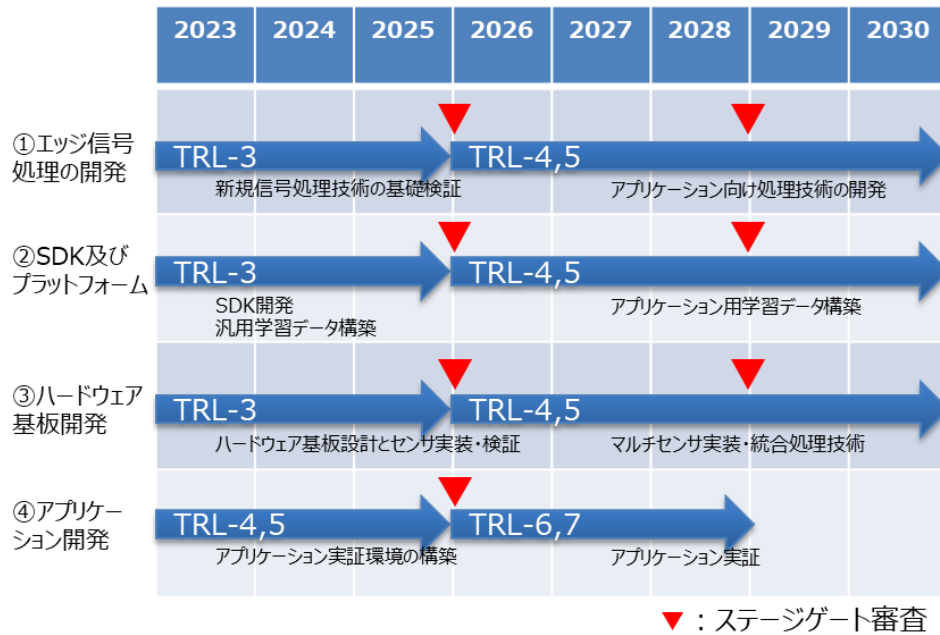 2023 2024 2025 2026 2027 2028 2029 2030
①エッジ信号
処理の開発
TRL-3
TRL-4,5
新規信号処理技術の基礎検証
アプリケーション向け処理技術の開発
②SDK及び
プラットフォーム
TRL-3
TRL-4,5
SDK開発
汎用学習データ構築
アプリケーション用学習データ構築
③ハードウェア
基板開発
TRL-3
TRL-4,5
ハードウェア基板設計とセンサ実装・検証
マルチセンサ実装・統合処理技術
④アプリケー
ション開発
TRL-4,5
TRL-6,7
アプリケーション実証環境の構築
アプリケーション実証
▼：ステージゲート審査